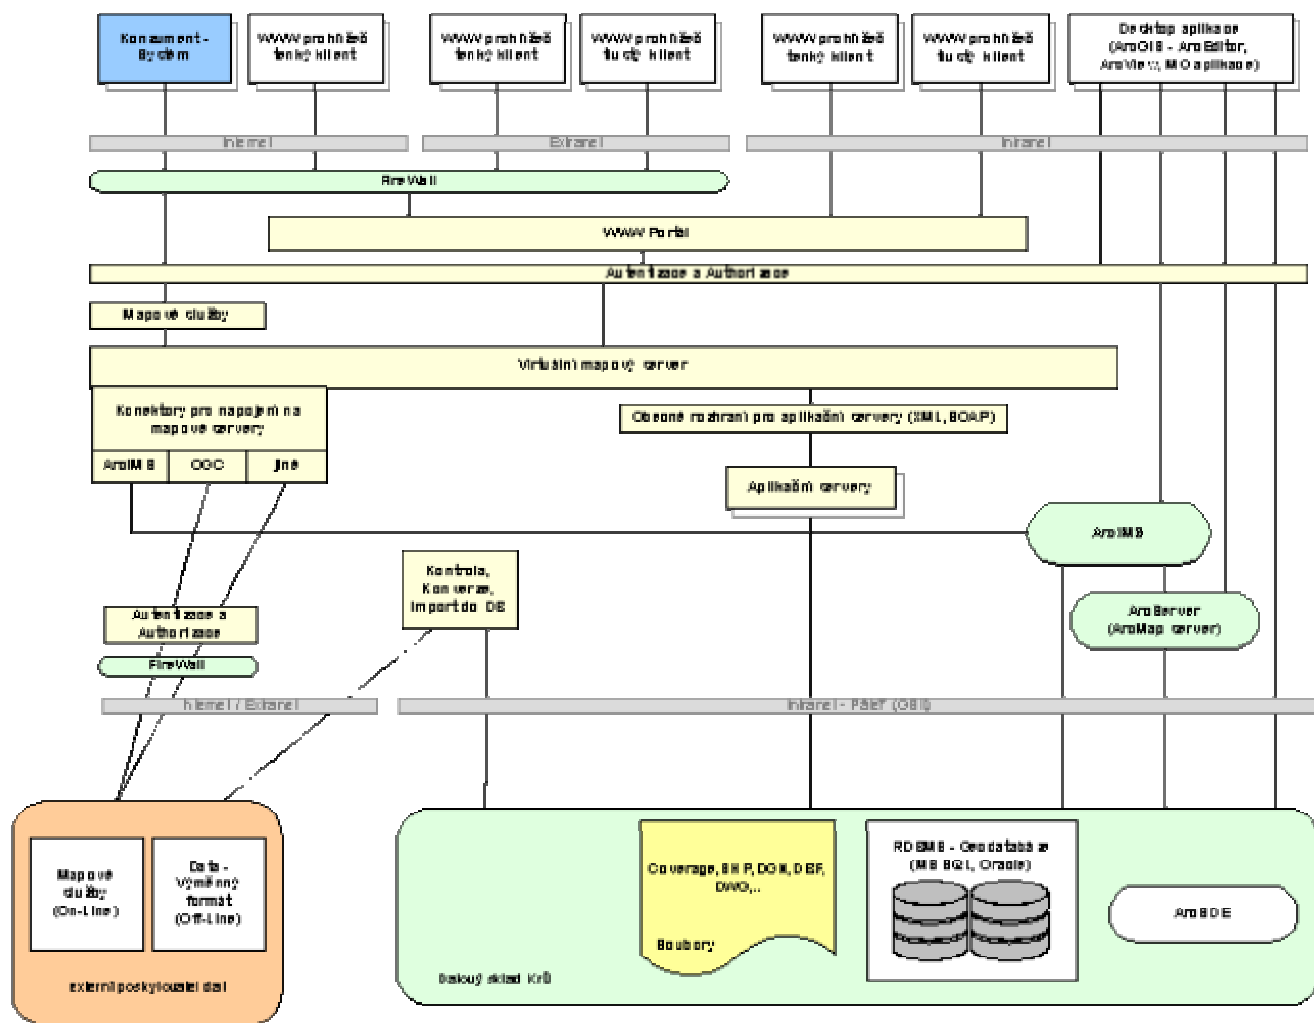 Konzument -
Systém
WWW prohlížeč
tenký klient
WWW prohlížeč
tenký klient
WWW prohlížeč
tlustý klient
WWW prohlížeč
tenký klient
WWW prohlížeč
tlustý klient
Desktop aplikace
(ArcGIS - ArcEditor,
ArcView, MO aplikace)
Internet
Extranet
Intranet
FireWall
WWW Portál
Autentizace a Authorizace
Mapové služby
Virtuální mapový server
Konektory pro napojení na
mapové servery
ArcIMS
OGC
jiné
Obecné rozhraní pro aplikační servery (XML, SOAP)
Aplikační servery
ArcIMS
Kontrola,
Konverze,
Import do DB
ArcServer
(ArcMap server)
Autentizace a
Authorizace
FireWall
Internet / Extranet
Intranet - Páteř
Mapové
služby
(On-Line)
Data -
Výměnný
formát
(Off-Line)
externí poskytovatel dat
Coverage, SHP, DGN, DBF,
DWG,..
Soubory
RDBMS - Geodatabáze
(MS SQL, Oracle)
ArcSDE
Datový sklad KrÚ